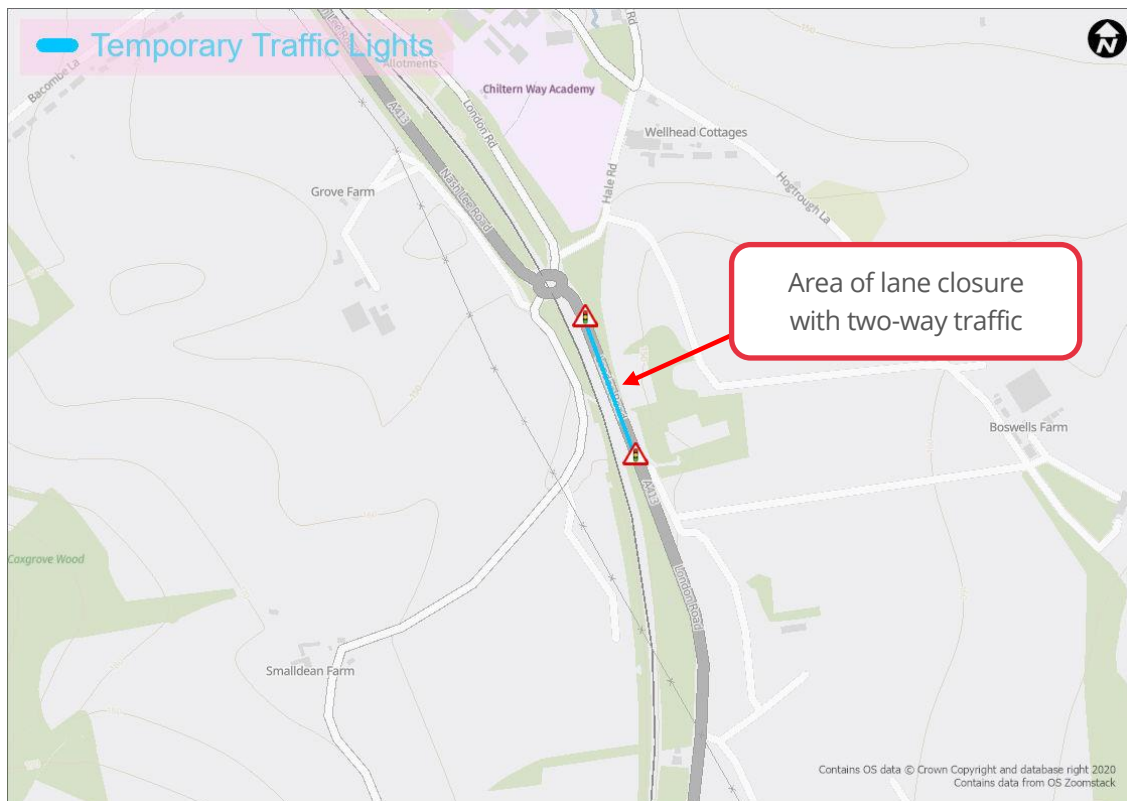 Temporary Traffic Lights
Allotments
Bacombe La
Chiltern Way Academy
A413
London Rd
Wellhead Cottages
Hale Rd
Hogtrough La
Nash Lee Road
Grove Farm
Area of lane closure
with two-way traffic
Boswells Farm
A413
Coxgrove Wood
London Road
Smalldean Farm
Contains OS data © Crown Copyright and database right 2020
Contains data from OS Zoomstack
N